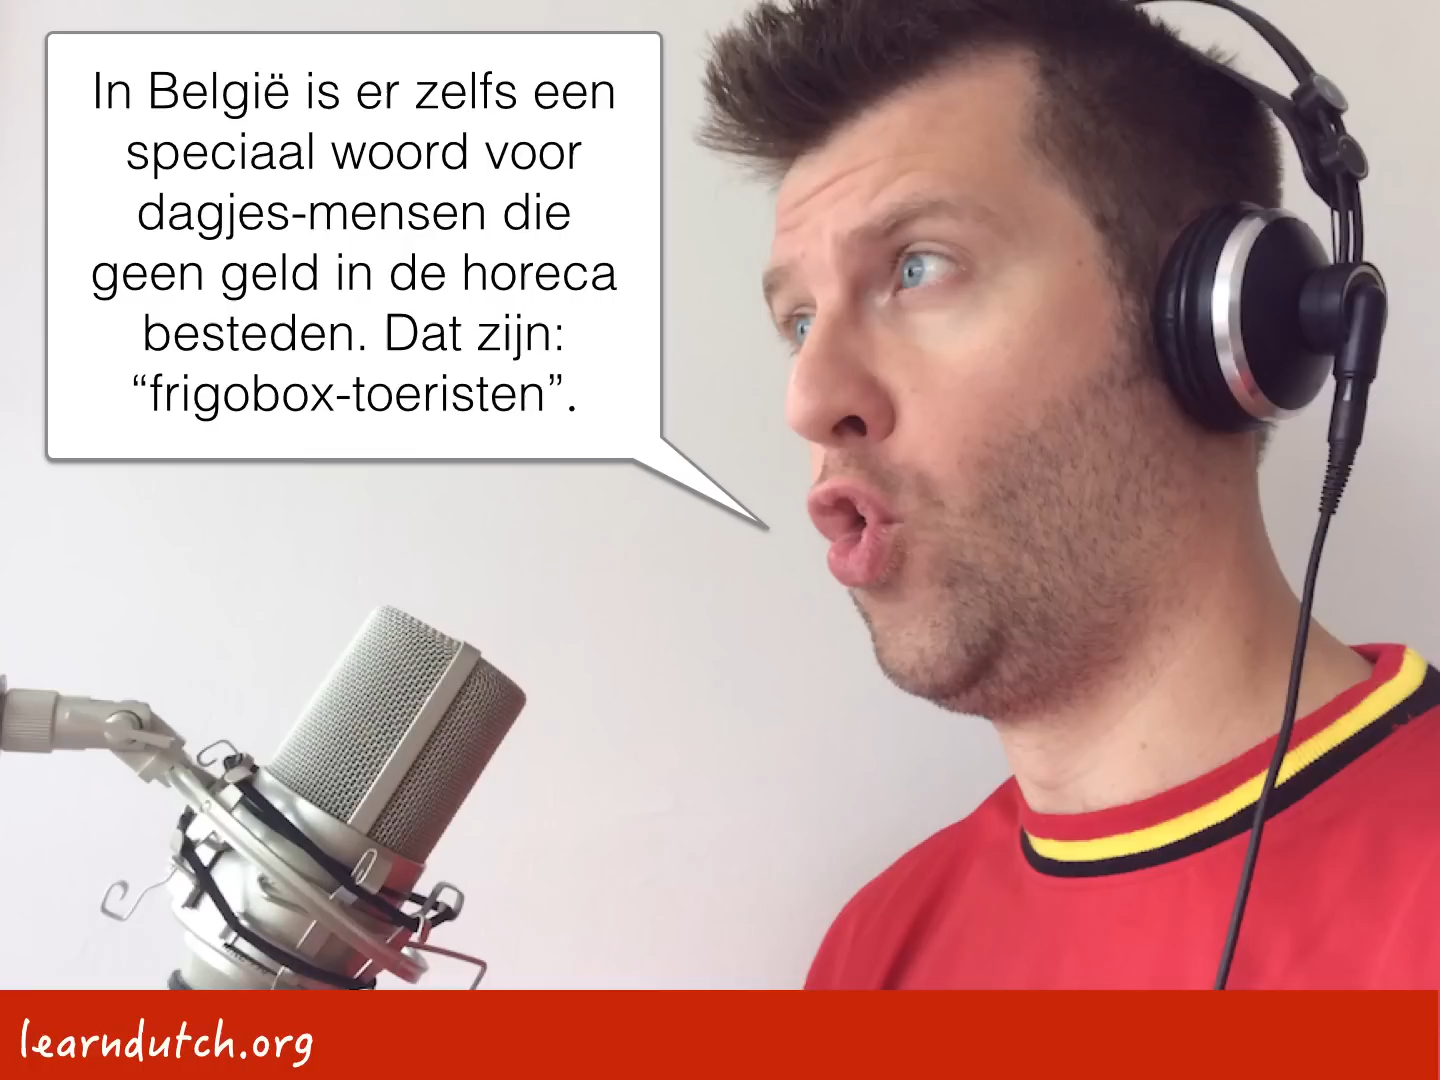 In België is er zelfs een
speciaal woord voor
dagjes-mensen die
geen geld in de horeca
besteden. Dat zijn:
“frigobox-toeristen”.
learndutch.org